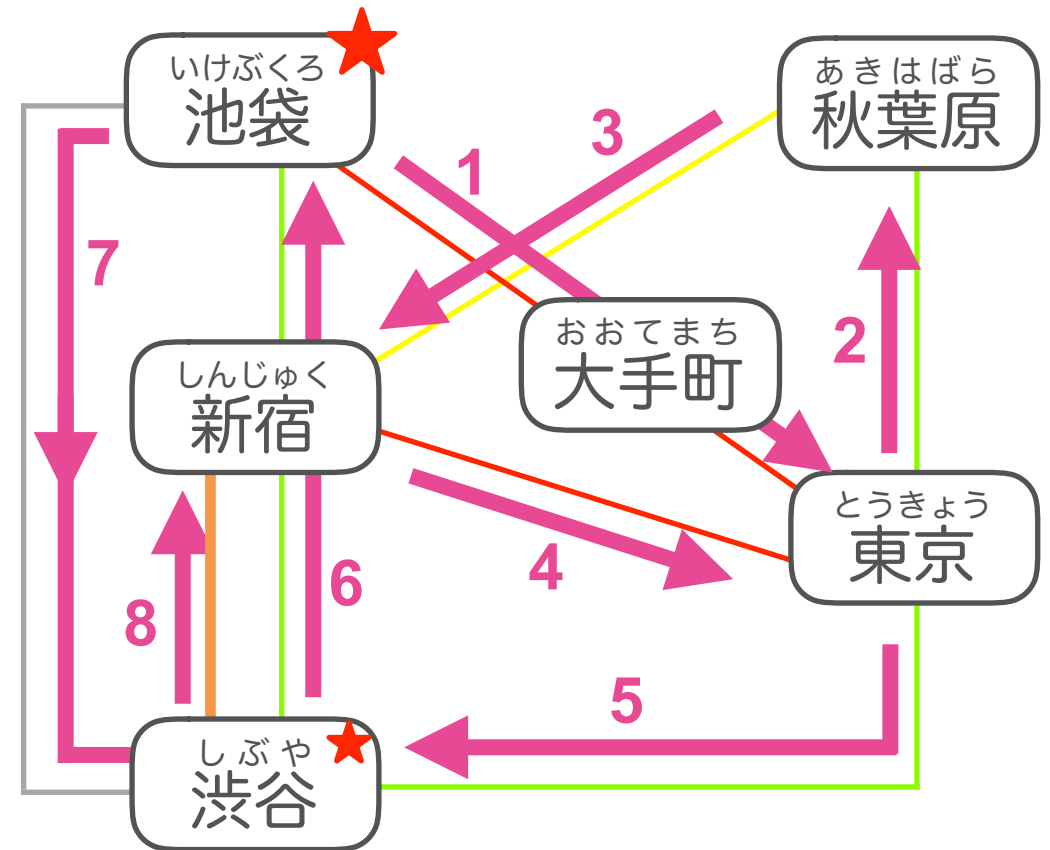 いけぶくろ
池袋
あきはばら
秋葉原
3
1
7
おおてまち
大手町
2
しんじゅく
新宿
とうきょう
東京
4
6
8
5
しぶや
渋谷